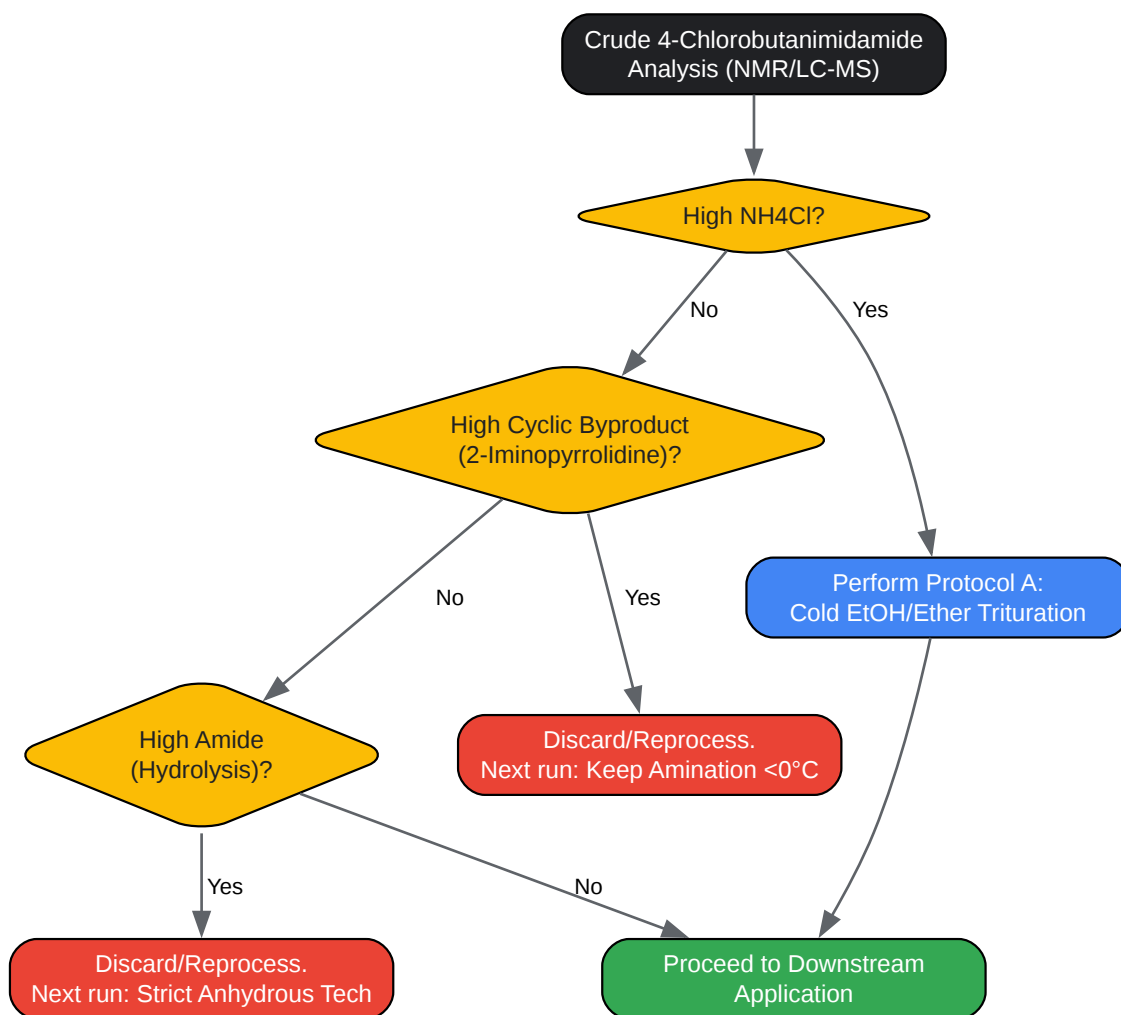 Crude 4-Chlorobutanimidamide
Analysis (NMR/LC-MS)
High NH4Cl?
No
Yes
High Cyclic Byproduct
(2-Iminopyrrolidine)?
No
Yes
Perform Protocol A:
Cold EtOH/Ether Trituration
High Amide
(Hydrolysis)?
Discard/Reprocess.
Next run: Keep Amination <0°C
Yes
No
Discard/Reprocess.
Next run: Strict Anhydrous Tech
Proceed to Downstream
Application